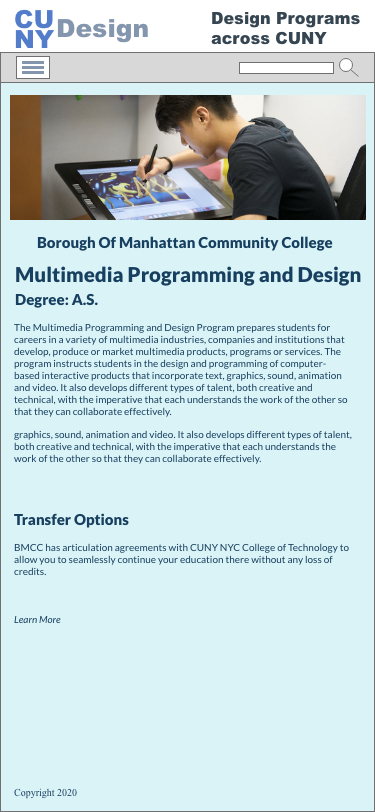 CU
NY Design
Design Programs
across CUNY
Borough Of Manhattan Community College
Multimedia Programming and Design
Degree: A.S.
The Multimedia Programming and Design Program prepares students for
careers in a variety of multimedia industries, companies and institutions that
develop, produce or market multimedia products, programs or services. The
program instructs students in the design and programming of computer-
based interactive products that incorporate text, graphics, sound, animation
and video. It also develops different types of talent, both creative and
technical, with the imperative that each understands the work of the other so
that they can collaborate effectively.
graphics, sound, animation and video. It also develops different types of talent,
both creative and technical, with the imperative that each understands the
work of the other so that they can collaborate effectively.
Transfer Options
BMCC has articulation agreements with CUNY NYC College of Technology to
allow you to seamlessly continue your education there without any loss of
credits.
Learn More
Copyright 2020